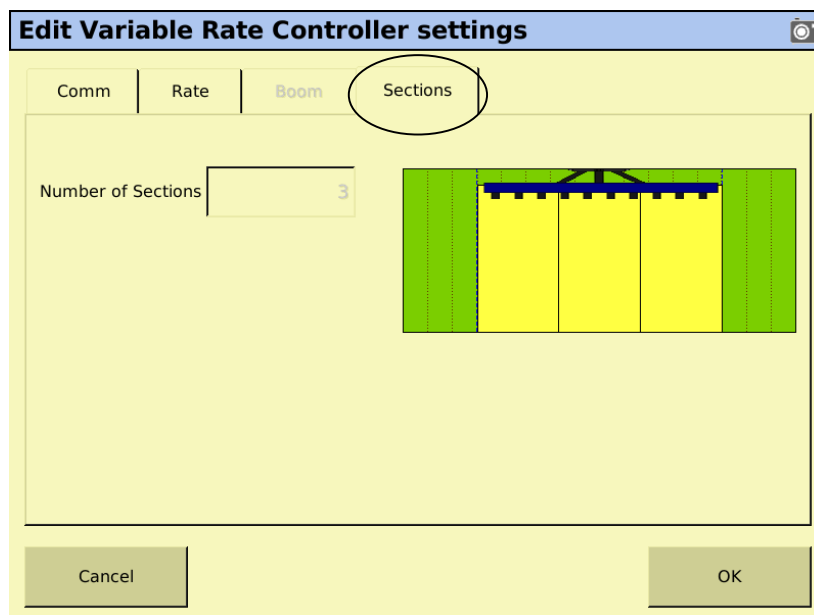 Edit Variable Rate Controller settings
Comm Rate Boom Sections
Number of Sections 3
Cancel OK